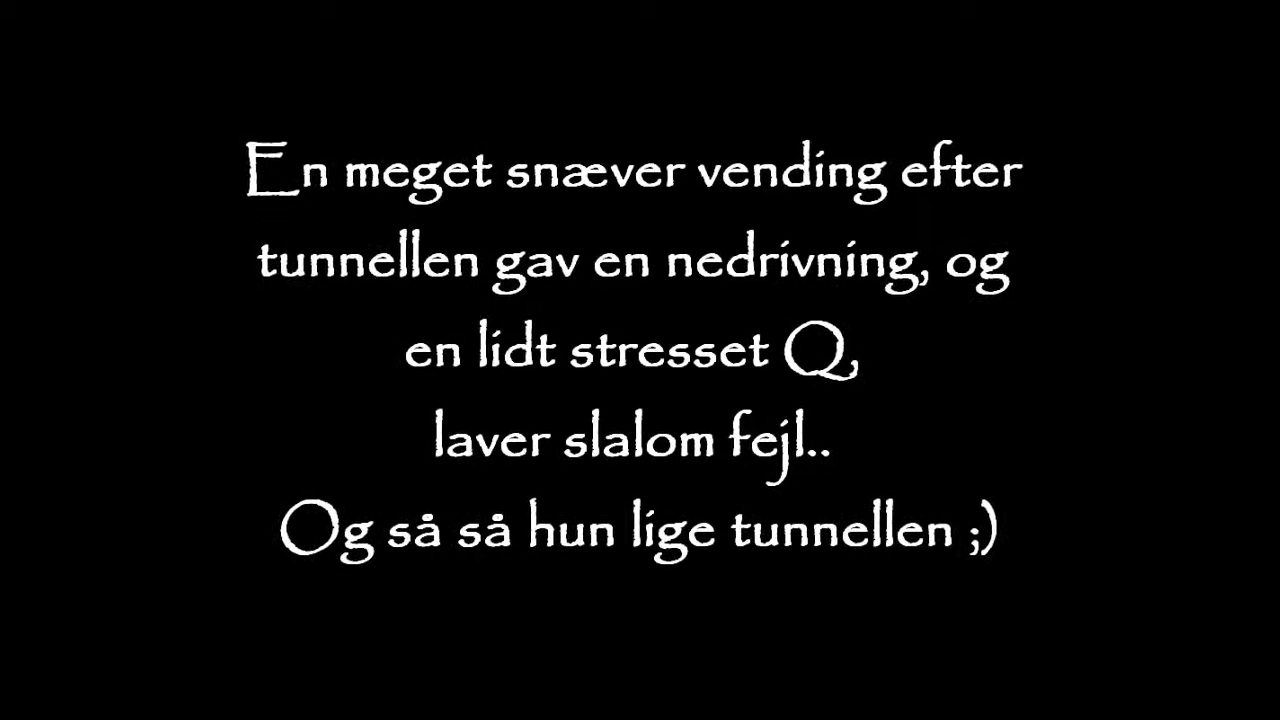 En meget snæver vending efter
tunnellen gav en nedrivning, og
en lidt stresset Q,
laver slalom fejl..
Og så så hun lige tunnellen ;)